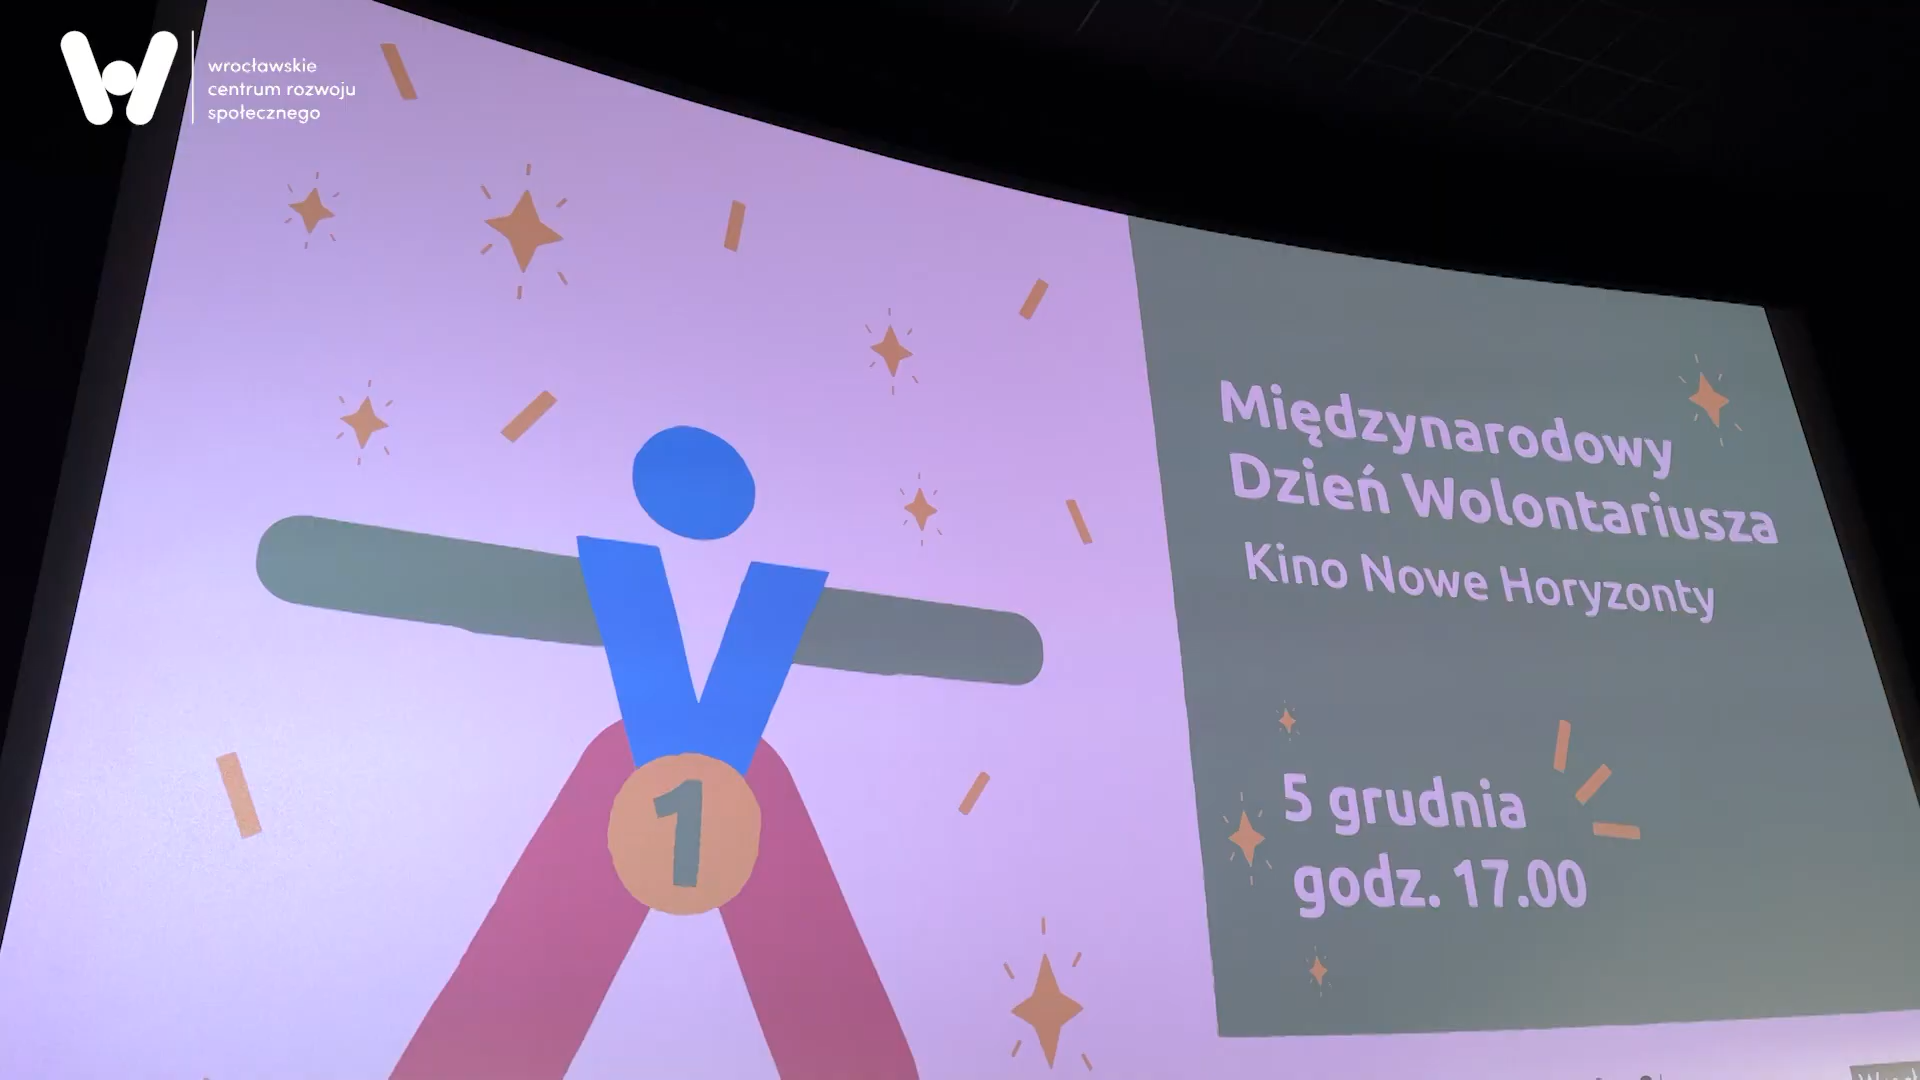 wrocławskie
centrum rozwoju
społecznego
Międzynarodowy
Dzień Wolontariusza
Kino Nowe Horyzonty
5 grudnia
godz. 17.00
1